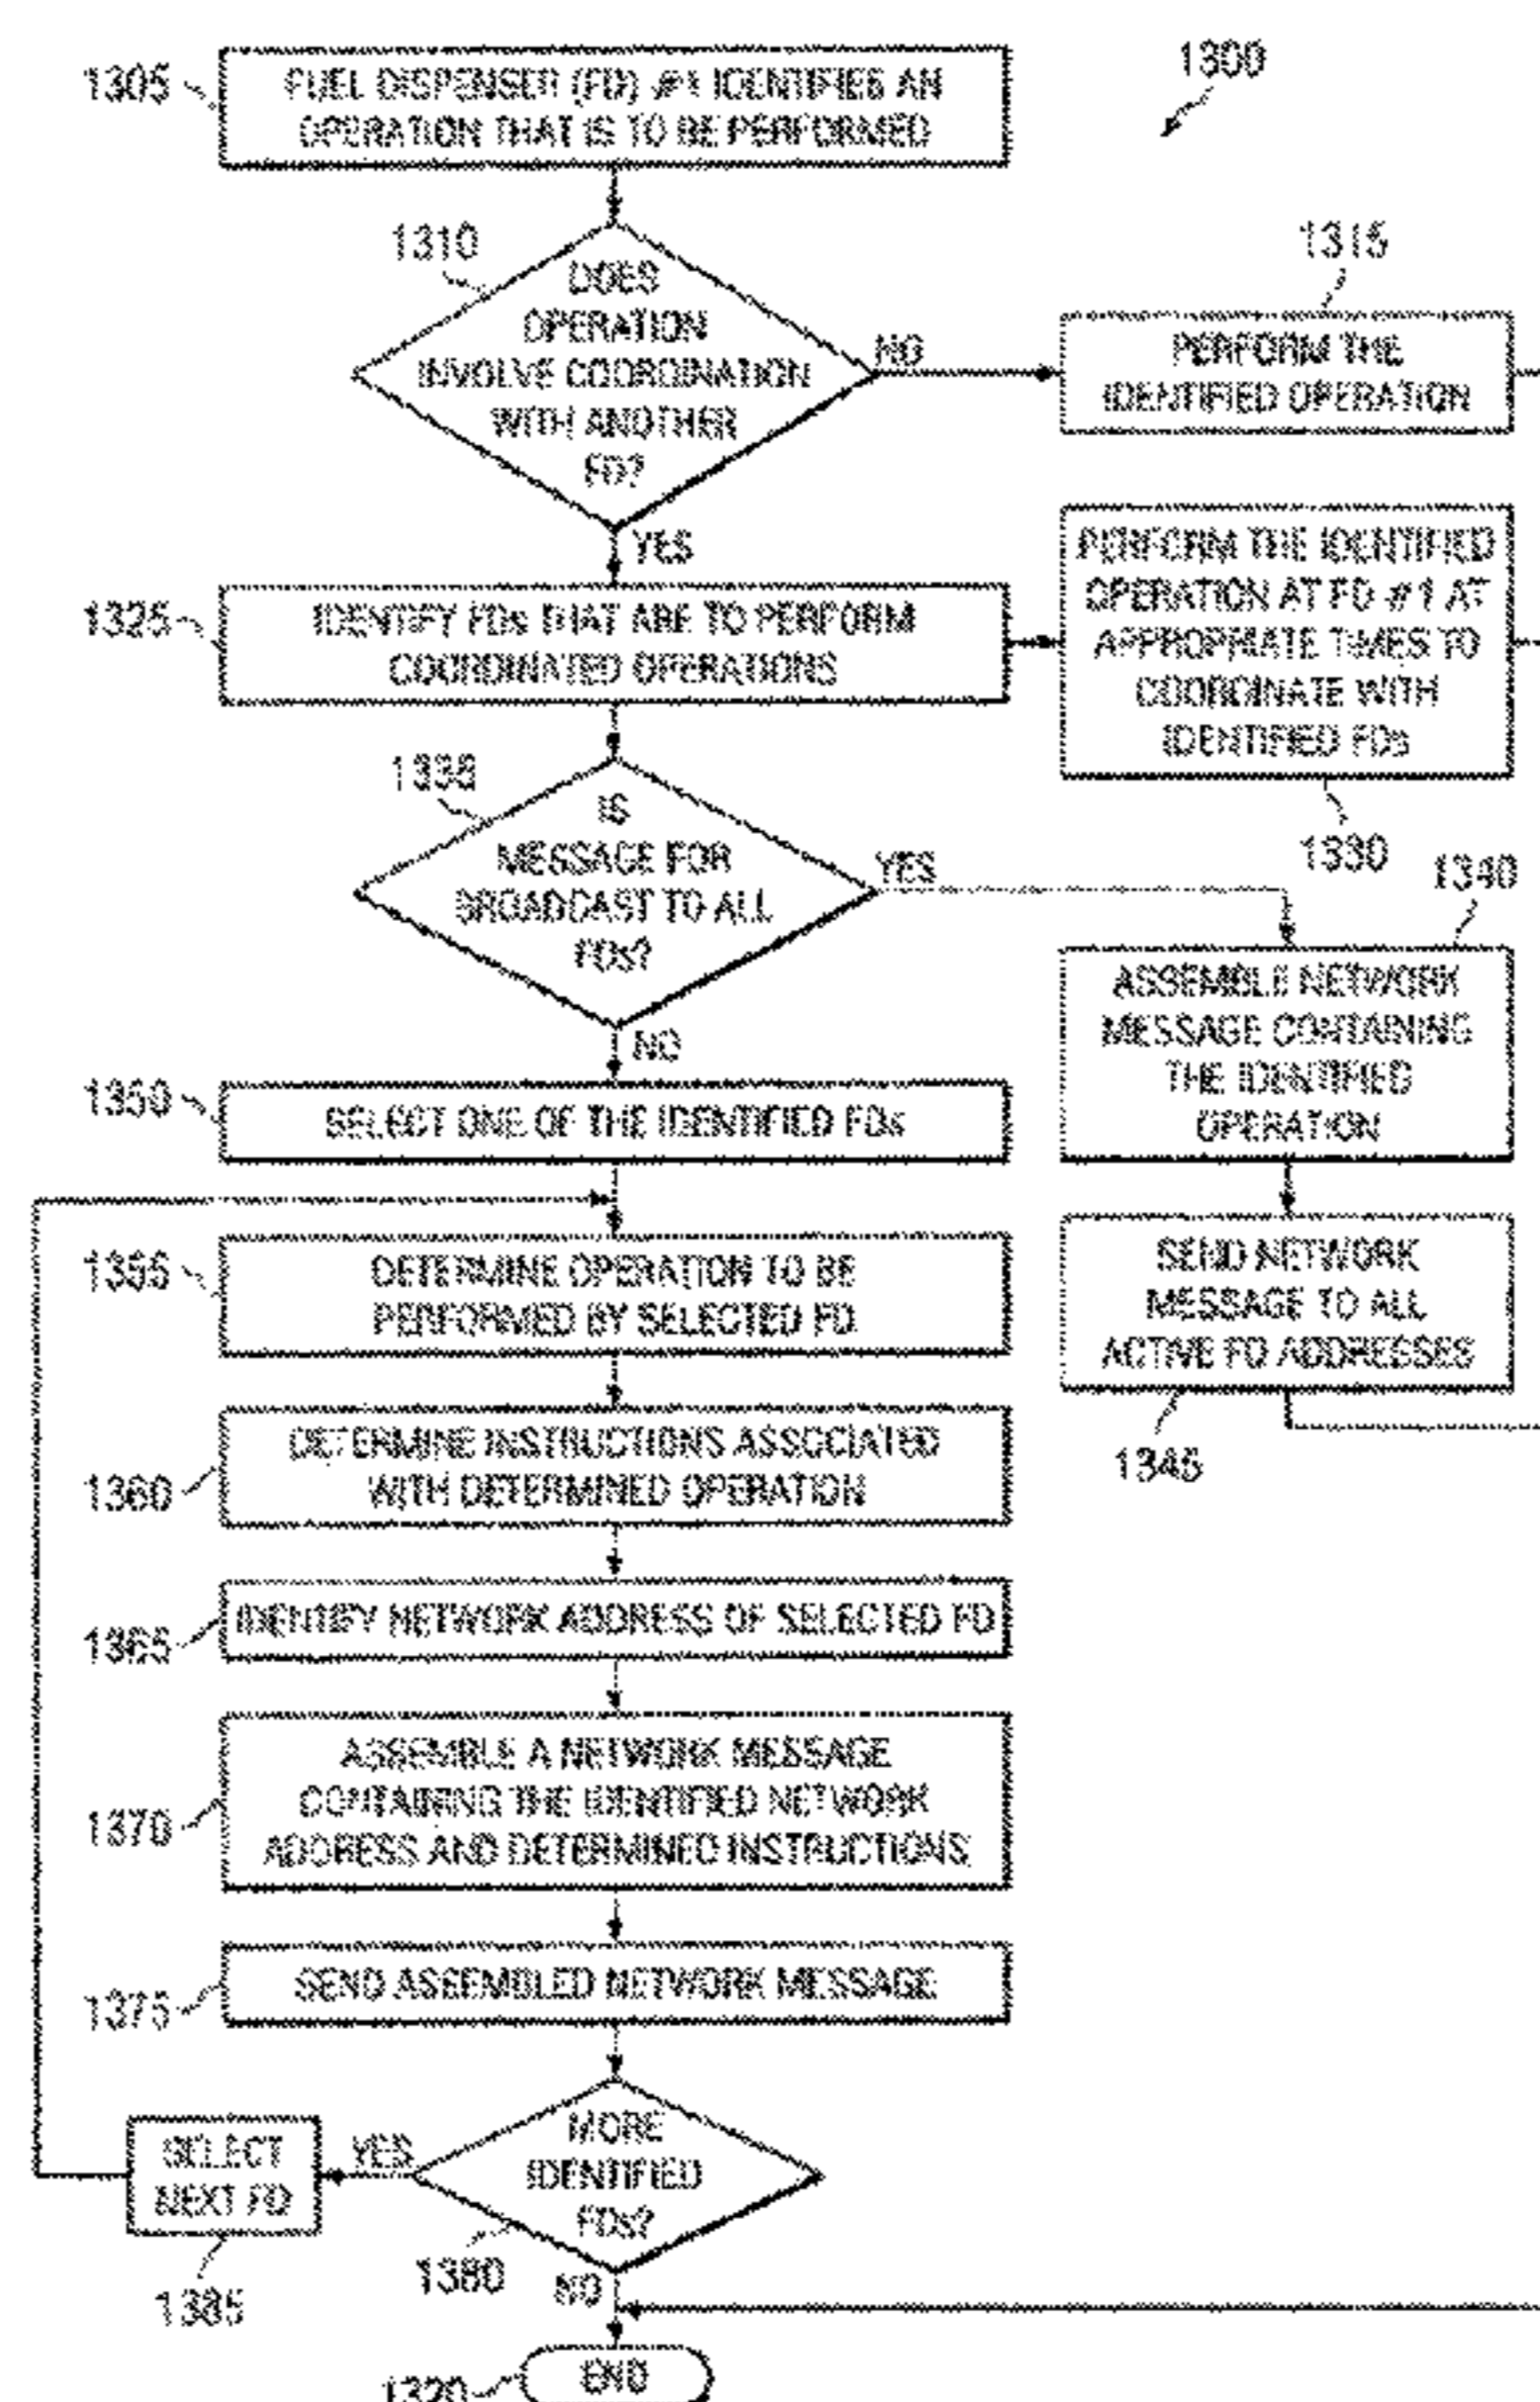 1300
1305
FUEL DISPENSER (FD) #1 IDENTIFIES AN
OPERATION THAT IS TO BE PERFORMED
1310
DOES
OPERATION
INVOLVE COORDINATION
WITH ANOTHER
FD?
NO
1315
PERFORM THE
IDENTIFIED OPERATION
YES
1325
IDENTIFY FDs THAT ARE TO PERFORM
COORDINATED OPERATIONS
PERFORM THE IDENTIFIED
OPERATION AT FD #1 AT
APPROPRIATE TIMES TO
COORDINATE WITH
IDENTIFIED FDs
1330
1335
IS
MESSAGE FOR
BROADCAST TO ALL
FDs?
YES
1340
ASSEMBLE NETWORK
MESSAGE CONTAINING
THE IDENTIFIED
OPERATION
NO
1350
SELECT ONE OF THE IDENTIFIED FDs
SEND NETWORK
MESSAGE TO ALL
ACTIVE FD ADDRESSES
1345
1355
DETERMINE OPERATION TO BE
PERFORMED BY SELECTED FD
1360
DETERMINE INSTRUCTIONS ASSOCIATED
WITH DETERMINED OPERATION
1365
IDENTIFY NETWORK ADDRESS OF SELECTED FD
1370
ASSEMBLE A NETWORK MESSAGE
CONTAINING THE IDENTIFIED NETWORK
ADDRESS AND DETERMINED INSTRUCTIONS
1375
SEND ASSEMBLED NETWORK MESSAGE
MORE
IDENTIFIED
FDs?
1380
YES
SELECT
NEXT FD
1385
NO
END
1320